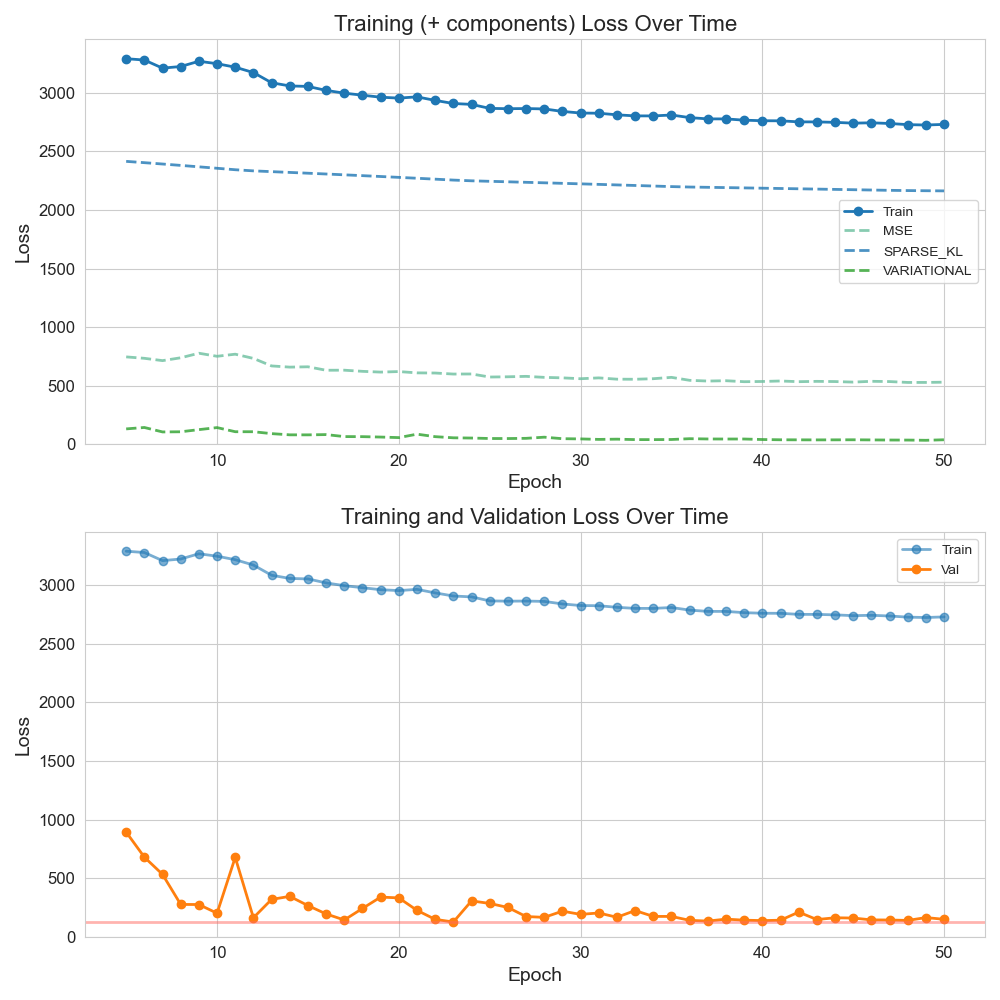 Training (+ components) Loss Over Time
3000
2500
2000
1500
1000
500
0
Loss
Train
MSE
SPARSE_KL
VARIATIONAL
10 20 30 40 50
Epoch
Training and Validation Loss Over Time
3000
2500
2000
1500
1000
500
0
Loss
Train
Val
10 20 30 40 50
Epoch